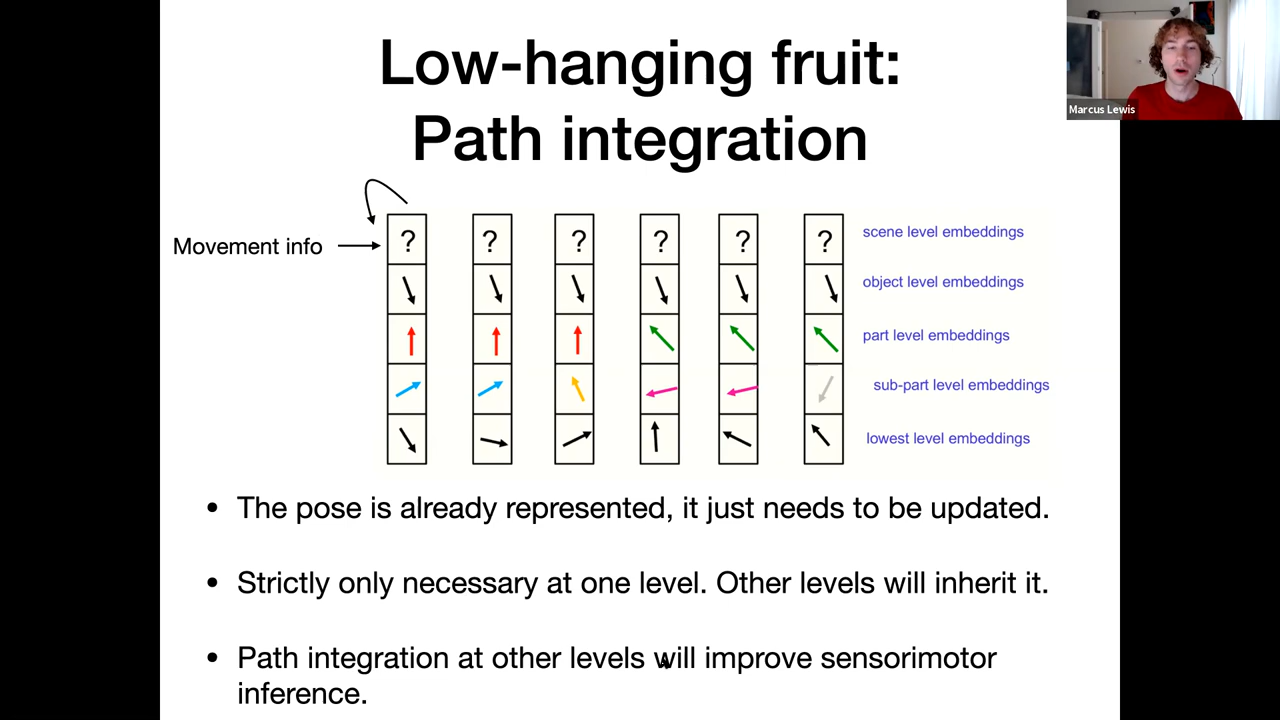 Low-hanging fruit:
Path integration
Marcus Lewis
Movement info
? ? ? ? ? ?
scene level embeddings
object level embeddings
part level embeddings
sub-part level embeddings
lowest level embeddings
• The pose is already represented, it just needs to be updated.
• Strictly only necessary at one level. Other levels will inherit it.
• Path integration at other levels will improve sensorimotor
inference.